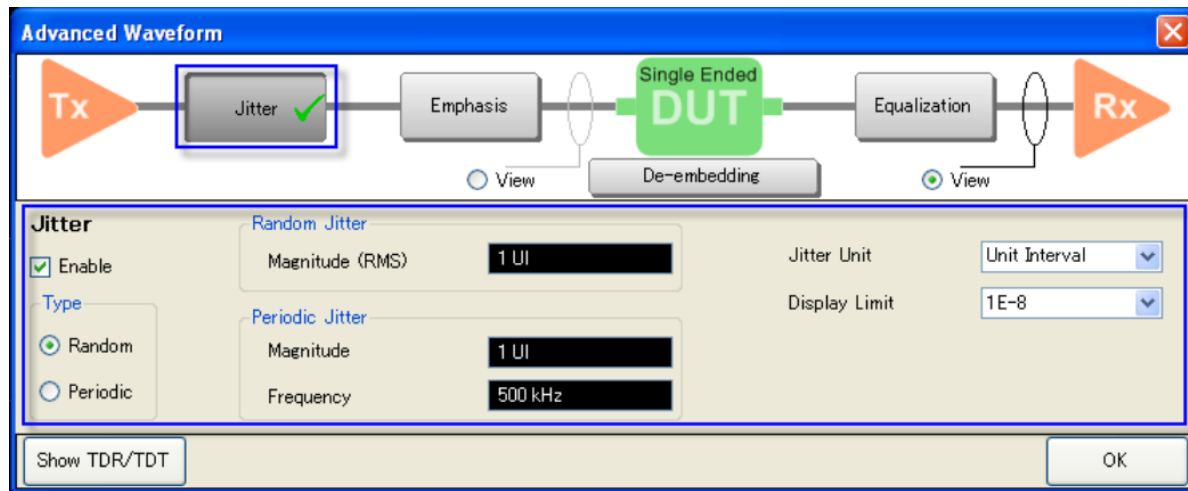 Advanced Waveform
Tx
Jitter
Emphasis
Single Ended
DUT
Equalization
Rx
View
De-embedding
View
Jitter
Enable
Type
Random
Periodic
Random Jitter
Magnitude (RMS)
1 UI
Periodic Jitter
Magnitude
1 UI
Frequency
500 kHz
Jitter Unit
Unit Interval
Display Limit
1E-8
Show TDR/TDT
OK